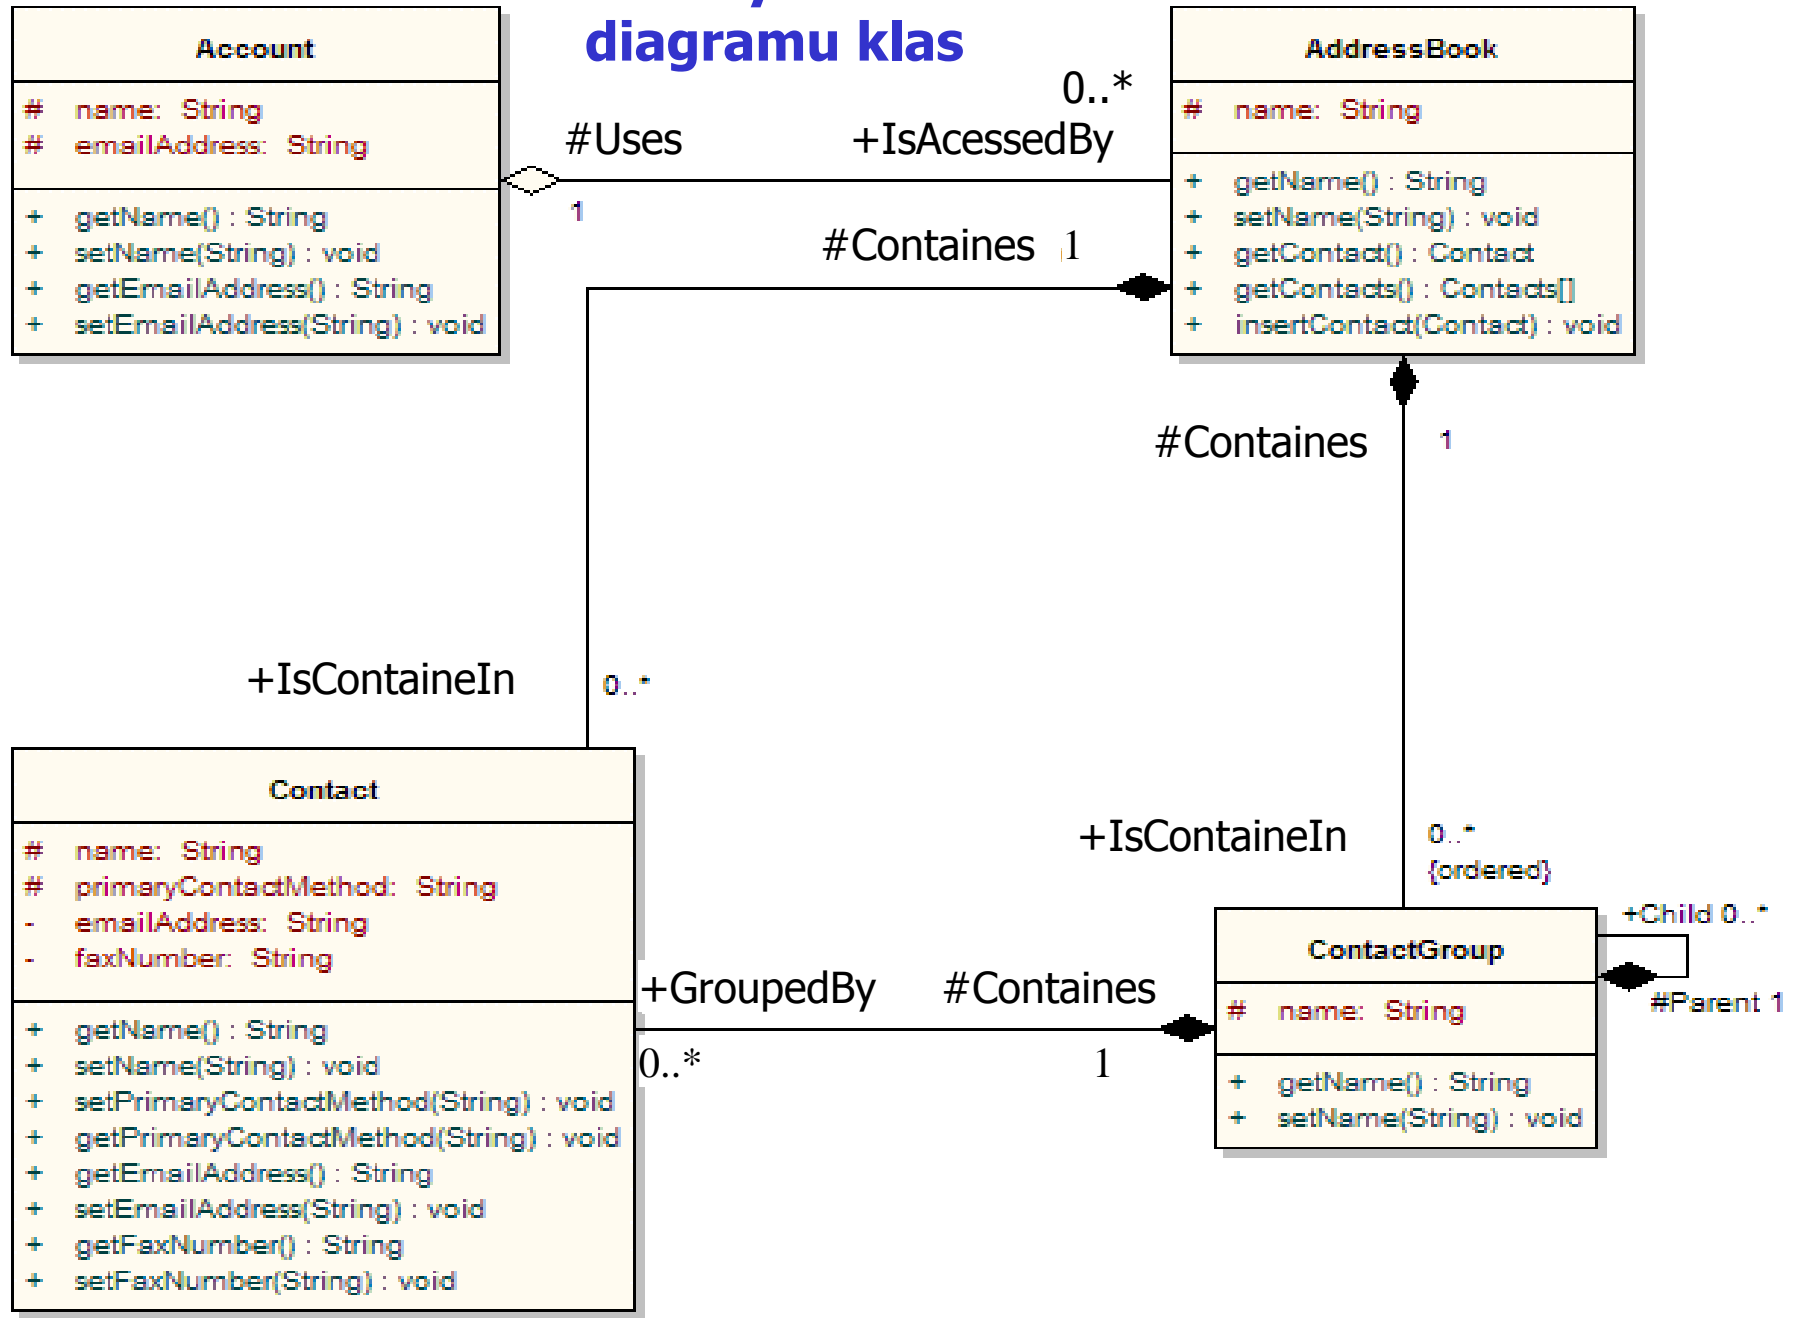 diagramu klas
Account
# name: String
# emailAddress: String
+ getName() : String
+ setName(String) : void
+ getEmailAddress() : String
+ setEmailAddress(String) : void
#Uses
1
0..*
+IsAcessedBy
AddressBook
# name: String
+ getName() : String
+ setName(String) : void
+ getContact() : Contact
+ getContacts() : Contacts[]
+ insertContact(Contact) : void
#Containes 1
#Containes 1
+IsContaineIn 0..*
+IsContaineIn 0..*
{ordered}
Contact
# name: String
# primaryContactMethod: String
- emailAddress: String
- faxNumber: String
+ getName() : String
+ setName(String) : void
+ setPrimaryContactMethod(String) : void
+ getPrimaryContactMethod(String) : void
+ getEmailAddress() : String
+ setEmailAddress(String) : void
+ getFaxNumber() : String
+ setFaxNumber(String) : void
+GroupedBy #Containes
0..* 1
ContactGroup
# name: String
+ getName() : String
+ setName(String) : void
+Child 0..*
#Parent 1